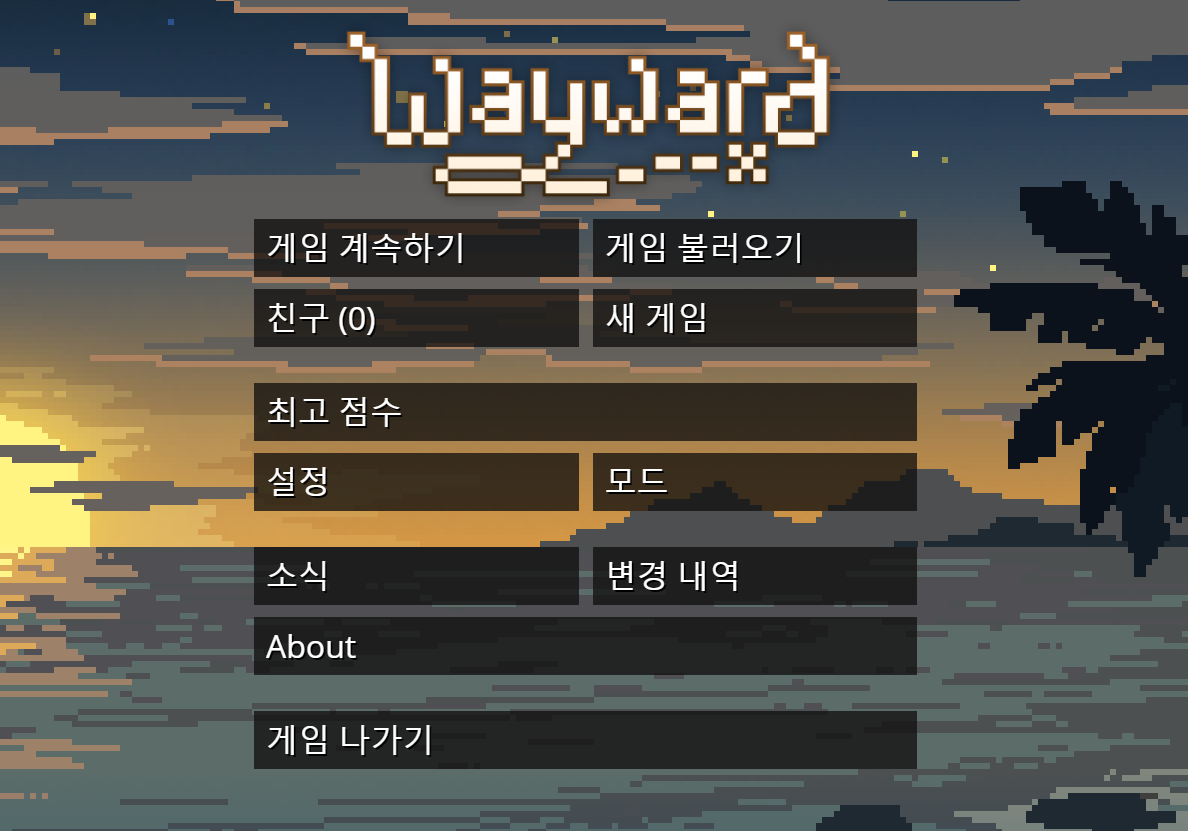 Wayward
게임 계속하기
게임 불러오기
친구 (0)
새 게임
최고 점수
설정
모드
소식
변경 내역
About
게임 나가기